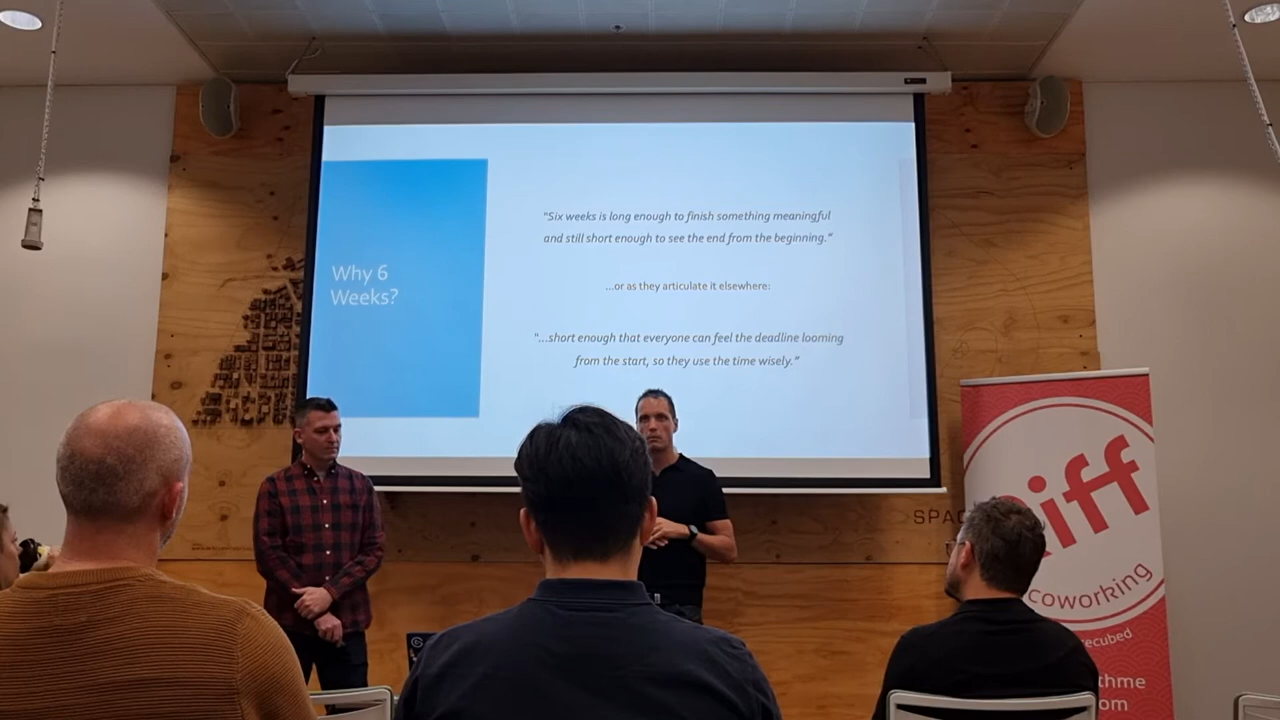 Why 6
Weeks?
"Six weeks is long enough to finish something meaningful
and still short enough to see the end from the beginning."
...or as they articulate it elsewhere:
"...short enough that everyone can feel the deadline looming
from the start, so they use the time wisely."
SPAC
Riff
coworking
ecubed
thme
om